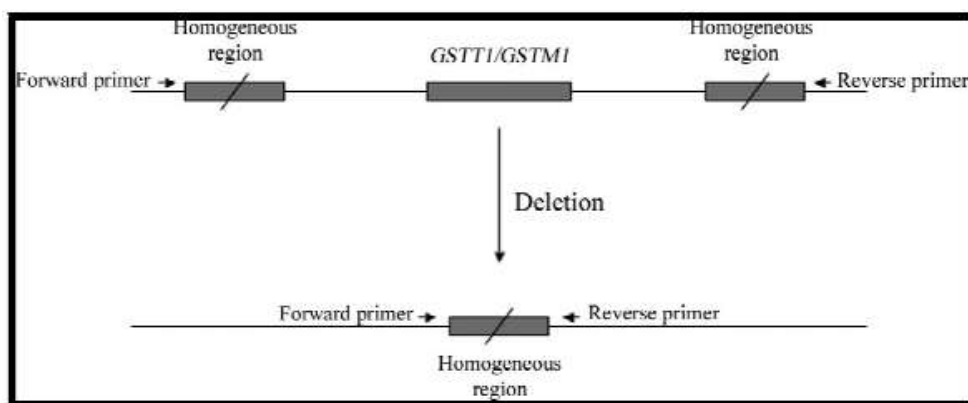 Homogeneous
region
GSTT1/GSTM1
Homogeneous
region
Forward primer
Reverse primer
Deletion
Forward primer
Reverse primer
Homogeneous
region